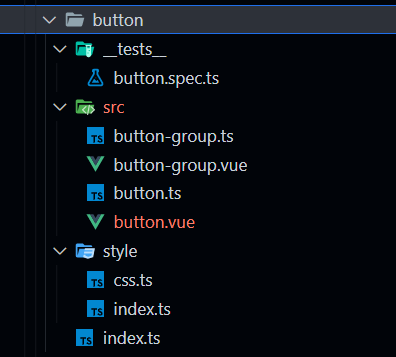 button
__tests__
button.spec.ts
src
TS button-group.ts
button-group.vue
TS button.ts
button.vue
style
TS css.ts
TS index.ts
TS index.ts